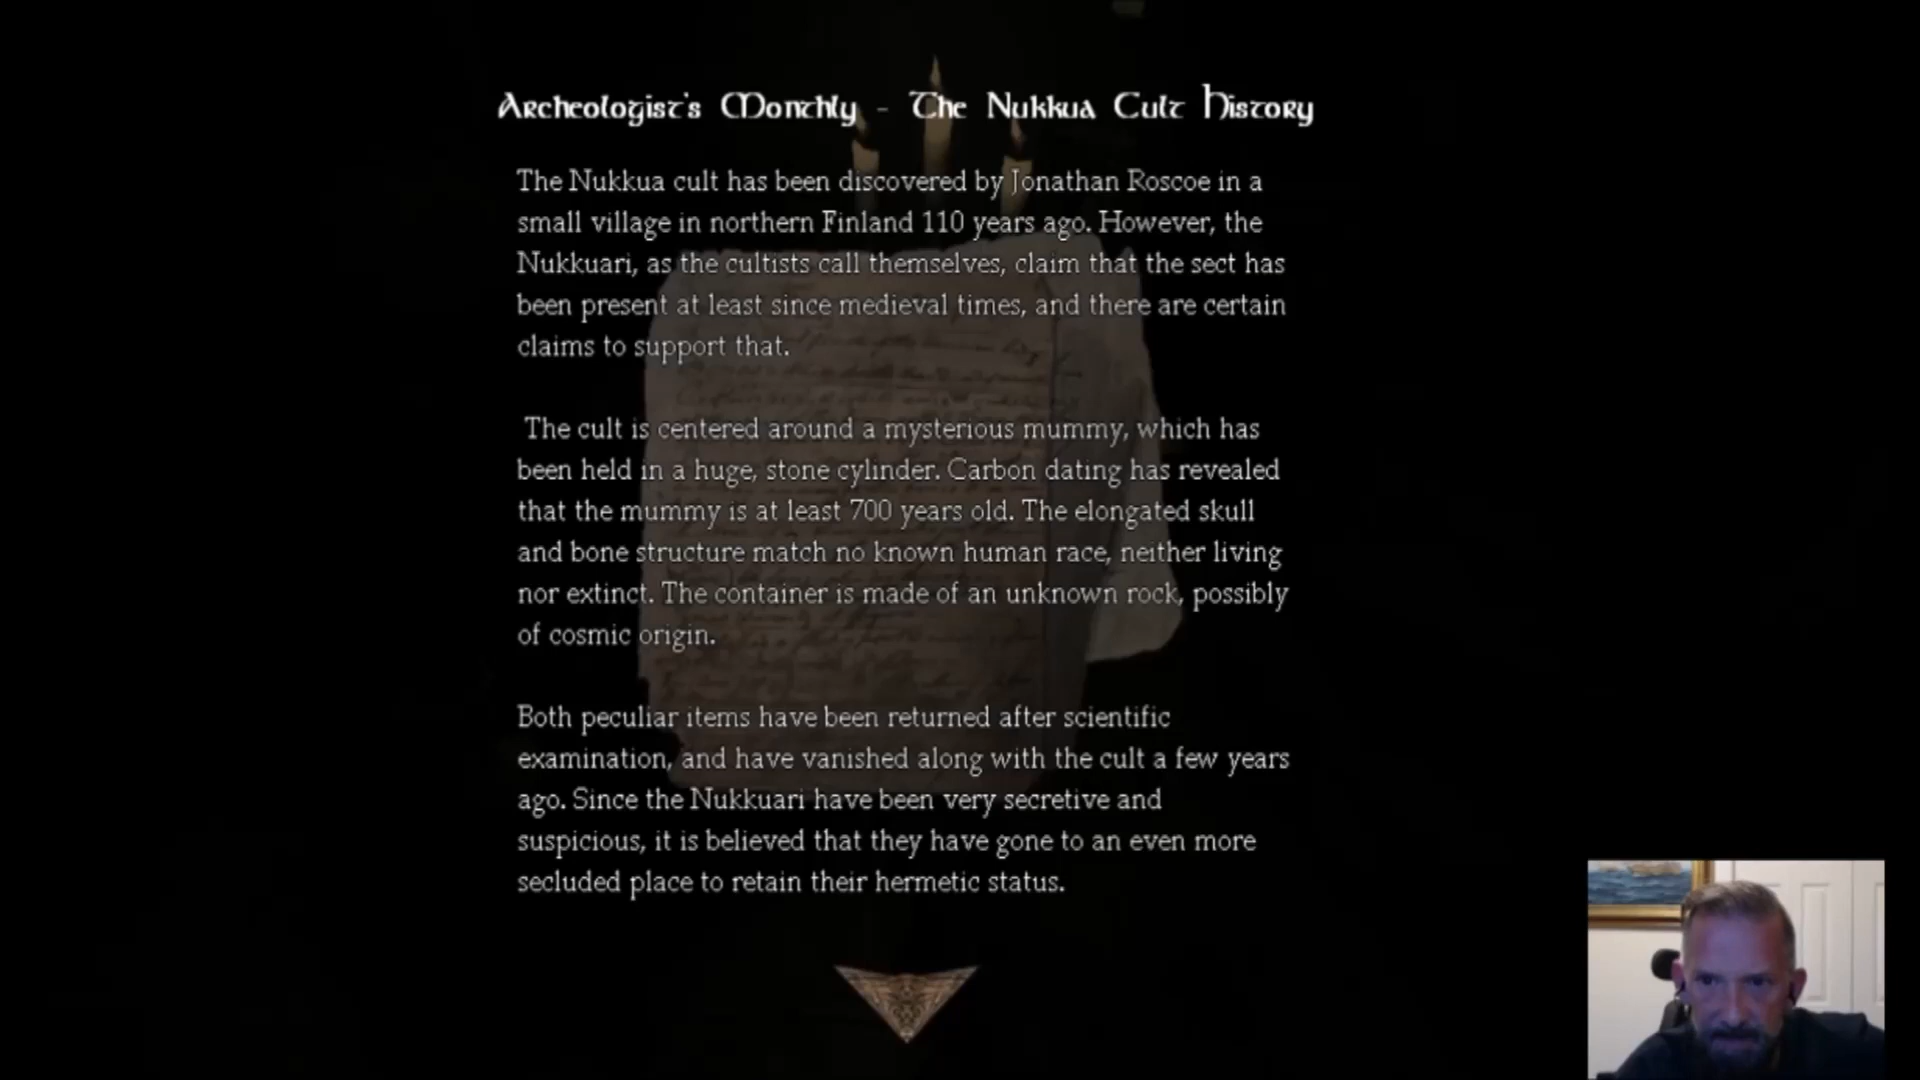 Archeologist's Monthly - The Nukkua Cult History
The Nukkua cult has been discovered by Jonathan Roscoe in a
small village in northern Finland 110 years ago. However, the
Nukkuari, as the cultists call themselves, claim that the sect has
been present at least since medieval times, and there are certain
claims to support that.
The cult is centered around a mysterious mummy, which has
been held in a huge, stone cylinder. Carbon dating has revealed
that the mummy is at least 700 years old. The elongated skull
and bone structure match no known human race, neither living
nor extinct. The container is made of an unknown rock, possibly
of cosmic origin.
Both peculiar items have been returned after scientific
examination, and have vanished along with the cult a few years
ago. Since the Nukkuari have been very secretive and
suspicious, it is believed that they have gone to an even more
secluded place to retain their hermetic status.